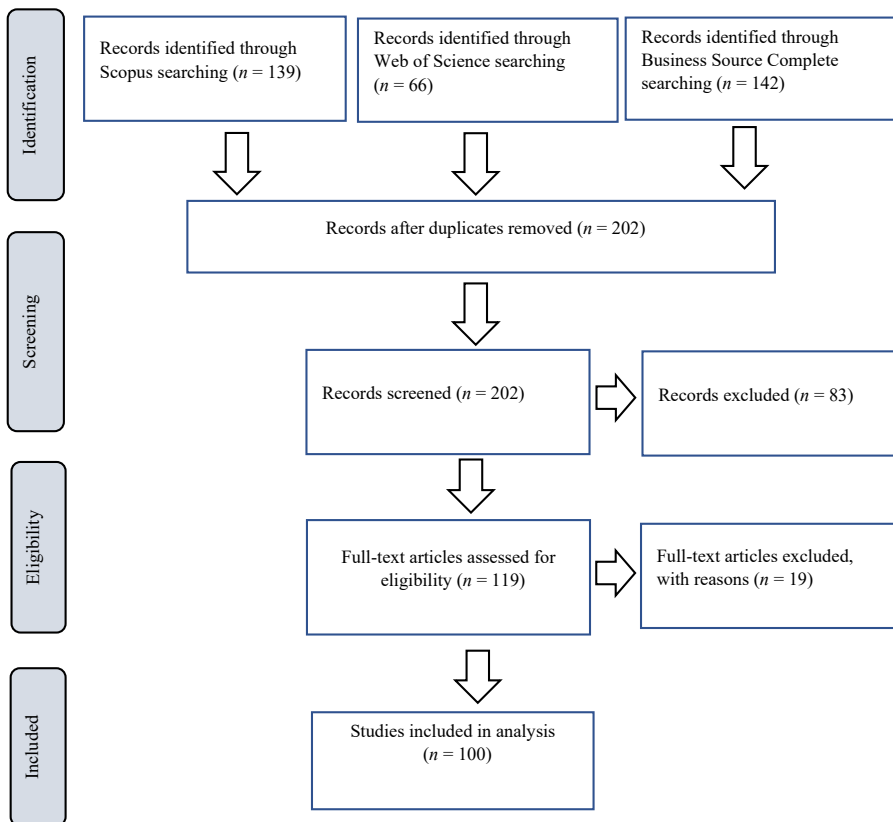 Identification
Records identified through
Scopus searching (n = 139)
Records identified through
Web of Science searching
(n = 66)
Records identified through
Business Source Complete
searching (n = 142)
Records after duplicates removed (n = 202)
Screening
Records screened (n = 202)
Records excluded (n = 83)
Eligibility
Full-text articles assessed for
eligibility (n = 119)
Full-text articles excluded,
with reasons (n = 19)
Included
Studies included in analysis
(n = 100)